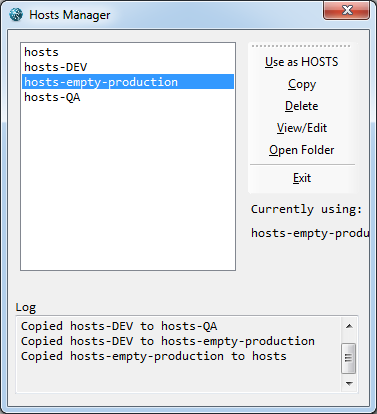 Hosts Manager
hosts
hosts-DEV
hosts-empty-production
hosts-QA
Use as HOSTS
Copy
Delete
View/Edit
Open Folder
Exit
Currently using:
hosts-empty-produ
Log
Copied hosts-DEV to hosts-QA
Copied hosts-DEV to hosts-empty-production
Copied hosts-empty-production to hosts